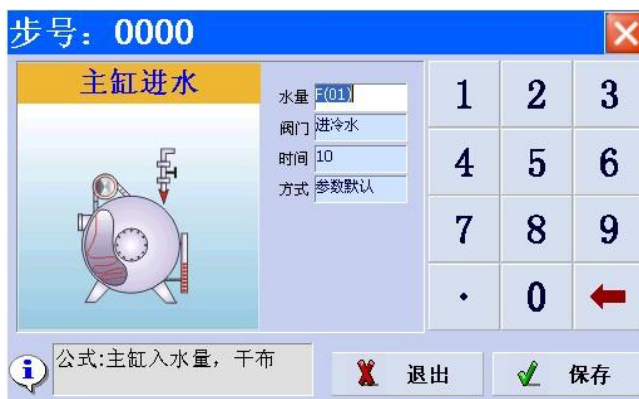 步号：0000
主缸进水
水量 F(01)
阀门 进冷水
时间 10
方式 参数默认
1 2 3
4 5 6
7 8 9
. 0
公式:主缸入水量，干布
退出 保存